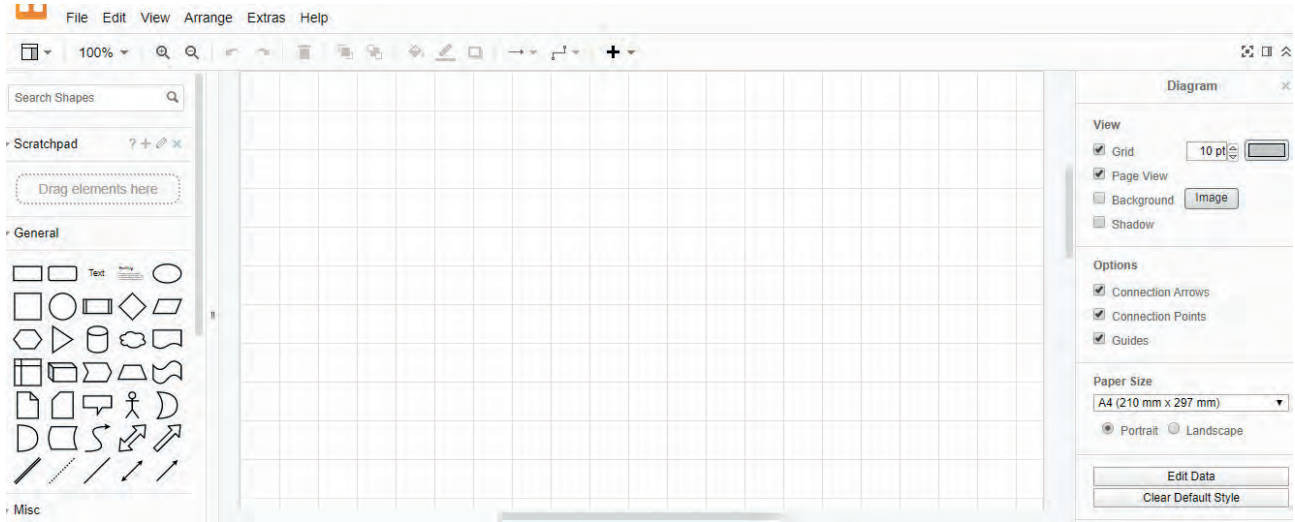 File Edit View Arrange Extras Help
100%
Search Shapes
Scratchpad ? + ×
Drag elements here
General
Text
Misc
Diagram ×
View
Grid 10 pt
Page View
Background Image
Shadow
Options
Connection Arrows
Connection Points
Guides
Paper Size
A4 (210 mm x 297 mm)
Portrait Landscape
Edit Data
Clear Default Style